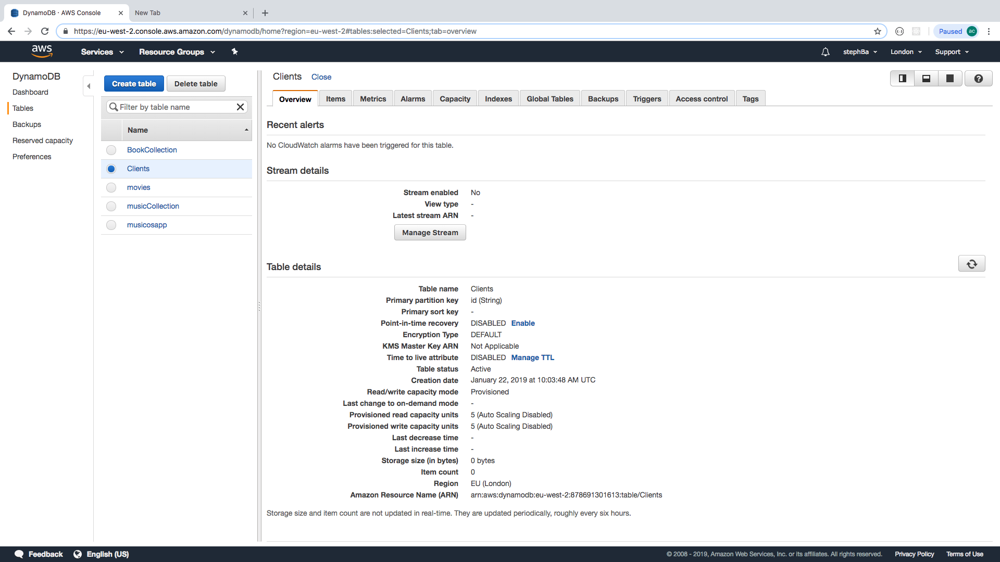 DynamoDB · AWS Console
New Tab
https://eu-west-2.console.aws.amazon.com/dynamodb/home?region=eu-west-2#tables:selected=Clients;tab=overview
Paused ac
aws Services Resource Groups stephBa London Support
DynamoDB
Dashboard
Tables
Backups
Reserved capacity
Preferences
Create table Delete table
Filter by table name
Name
BookCollection
Clients
movies
musicCollection
musicosapp
Clients Close
Overview Items Metrics Alarms Capacity Indexes Global Tables Backups Triggers Access control Tags
Recent alerts
No CloudWatch alarms have been triggered for this table.
Stream details
Stream enabled No
View type -
Latest stream ARN -
Manage Stream
Table details
Table name Clients
Primary partition key id (String)
Primary sort key -
Point-in-time recovery DISABLED Enable
Encryption Type DEFAULT
KMS Master Key ARN Not Applicable
Time to live attribute DISABLED Manage TTL
Table status Active
Creation date January 22, 2019 at 10:03:48 AM UTC
Read/write capacity mode Provisioned
Last change to on-demand mode -
Provisioned read capacity units 5 (Auto Scaling Disabled)
Provisioned write capacity units 5 (Auto Scaling Disabled)
Last decrease time -
Last increase time -
Storage size (in bytes) 0 bytes
Item count 0
Region EU (London)
Amazon Resource Name (ARN) arn:aws:dynamodb:eu-west-2:878691301613:table/Clients
Storage size and item count are not updated in real-time. They are updated periodically, roughly every six hours.
Feedback English (US) © 2008 - 2019, Amazon Web Services, Inc. or its affiliates. All rights reserved. Privacy Policy Terms of Use